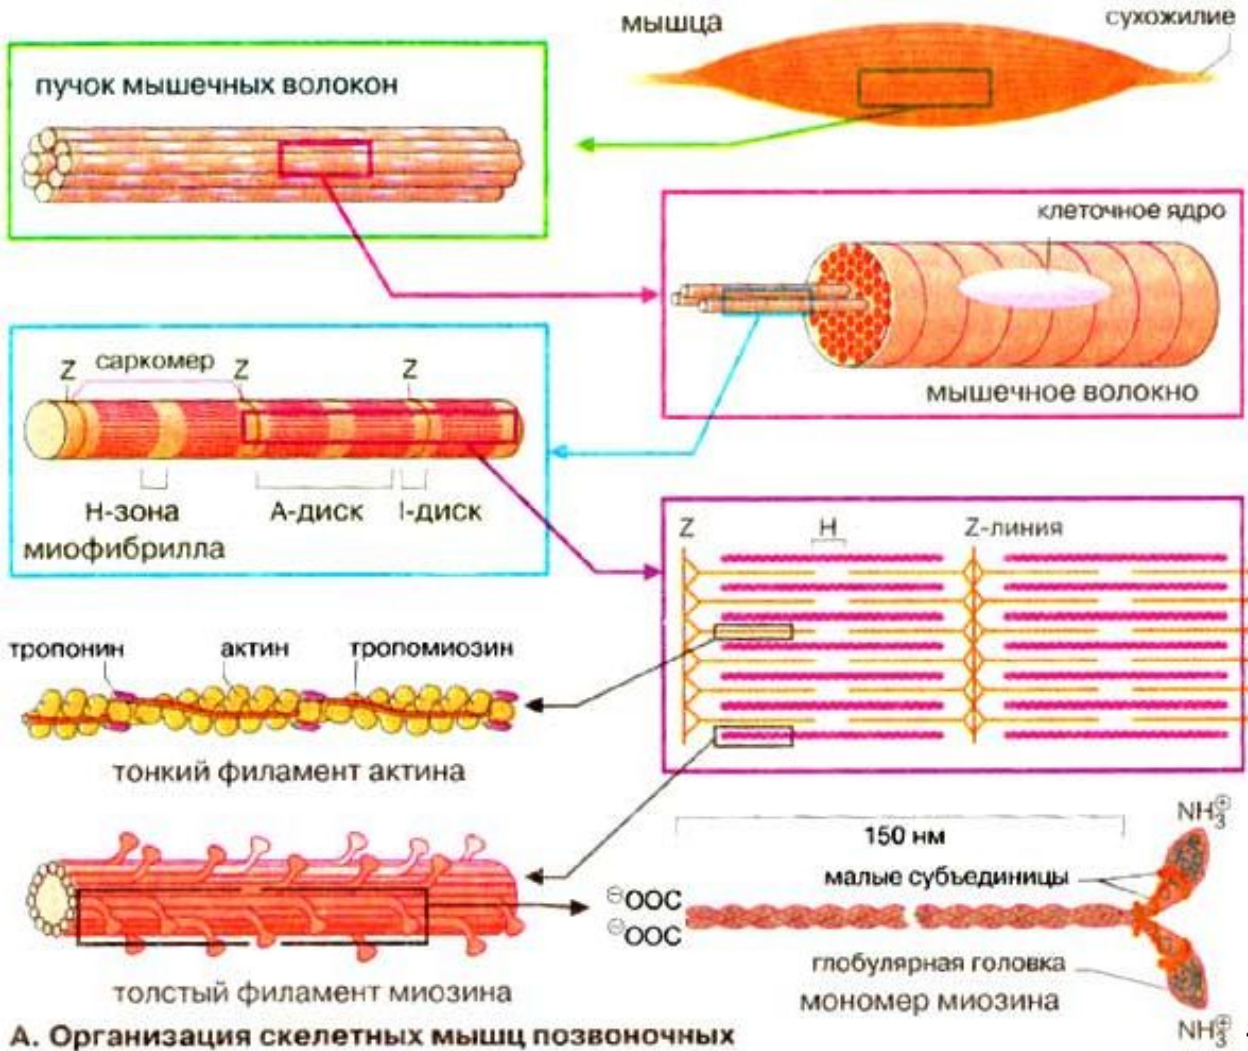 мышца
сухожилие
пучок мышечных волокон
клеточное ядро
мышечное волокно
Z саркомер Z Z
H-зона А-диск I-диск
миофибрилла
Z H Z-линия
тропонин актин тропомиозин
тонкий филамент актина
150 нм
NH₃⊕
малые субъединицы
⊖OOC
⊖OOC
глобулярная головка
толстый филамент миозина
мономер миозина
NH₃⊕
А. Организация скелетных мышц позвоночных